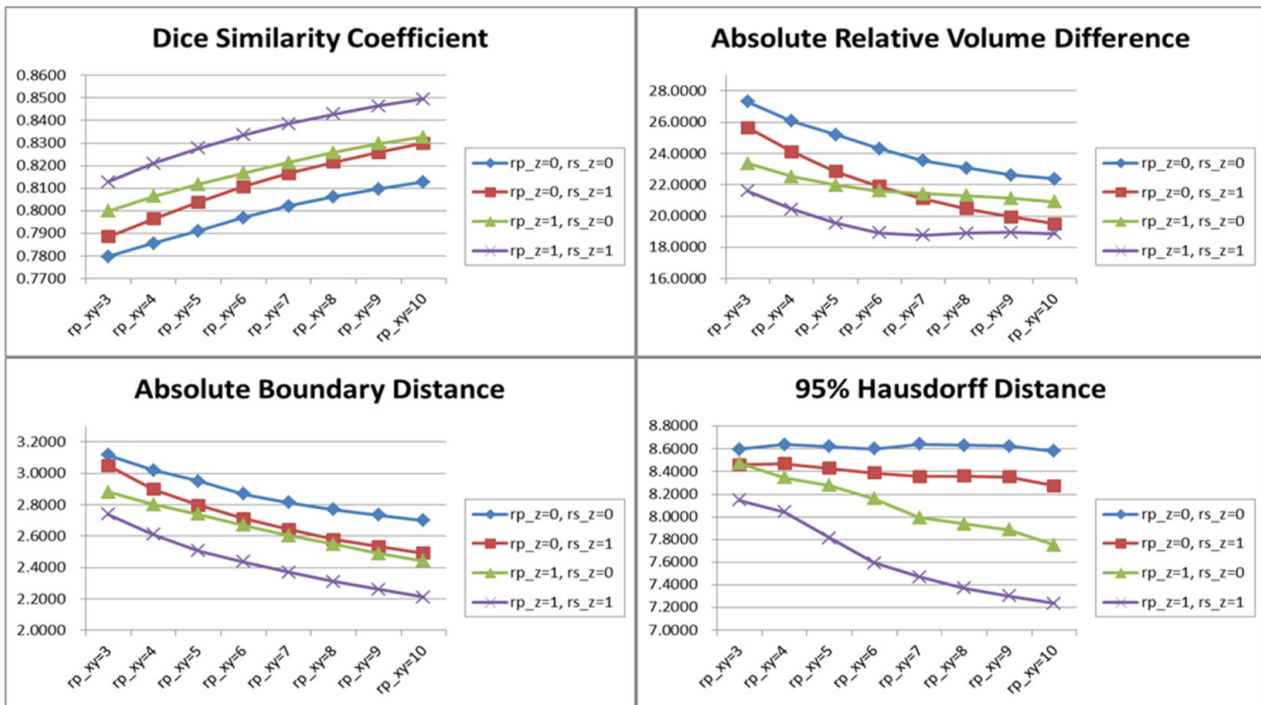 Dice Similarity Coefficient
0.8600
0.8500
0.8400
0.8300
0.8200
0.8100
0.8000
0.7900
0.7800
0.7700
rp_xy=3
rp_xy=4
rp_xy=5
rp_xy=6
rp_xy=7
rp_xy=8
rp_xy=9
rp_xy=10
rp_z=0, rs_z=0
rp_z=0, rs_z=1
rp_z=1, rs_z=0
rp_z=1, rs_z=1
Absolute Relative Volume Difference
28.0000
26.0000
24.0000
22.0000
20.0000
18.0000
16.0000
rp_xy=3
rp_xy=4
rp_xy=5
rp_xy=6
rp_xy=7
rp_xy=8
rp_xy=9
rp_xy=10
rp_z=0, rs_z=0
rp_z=0, rs_z=1
rp_z=1, rs_z=0
rp_z=1, rs_z=1
Absolute Boundary Distance
3.2000
3.0000
2.8000
2.6000
2.4000
2.2000
2.0000
rp_xy=3
rp_xy=4
rp_xy=5
rp_xy=6
rp_xy=7
rp_xy=8
rp_xy=9
rp_xy=10
rp_z=0, rs_z=0
rp_z=0, rs_z=1
rp_z=1, rs_z=0
rp_z=1, rs_z=1
95% Hausdorff Distance
8.8000
8.6000
8.4000
8.2000
8.0000
7.8000
7.6000
7.4000
7.2000
7.0000
rp_xy=3
rp_xy=4
rp_xy=5
rp_xy=6
rp_xy=7
rp_xy=8
rp_xy=9
rp_xy=10
rp_z=0, rs_z=0
rp_z=0, rs_z=1
rp_z=1, rs_z=0
rp_z=1, rs_z=1